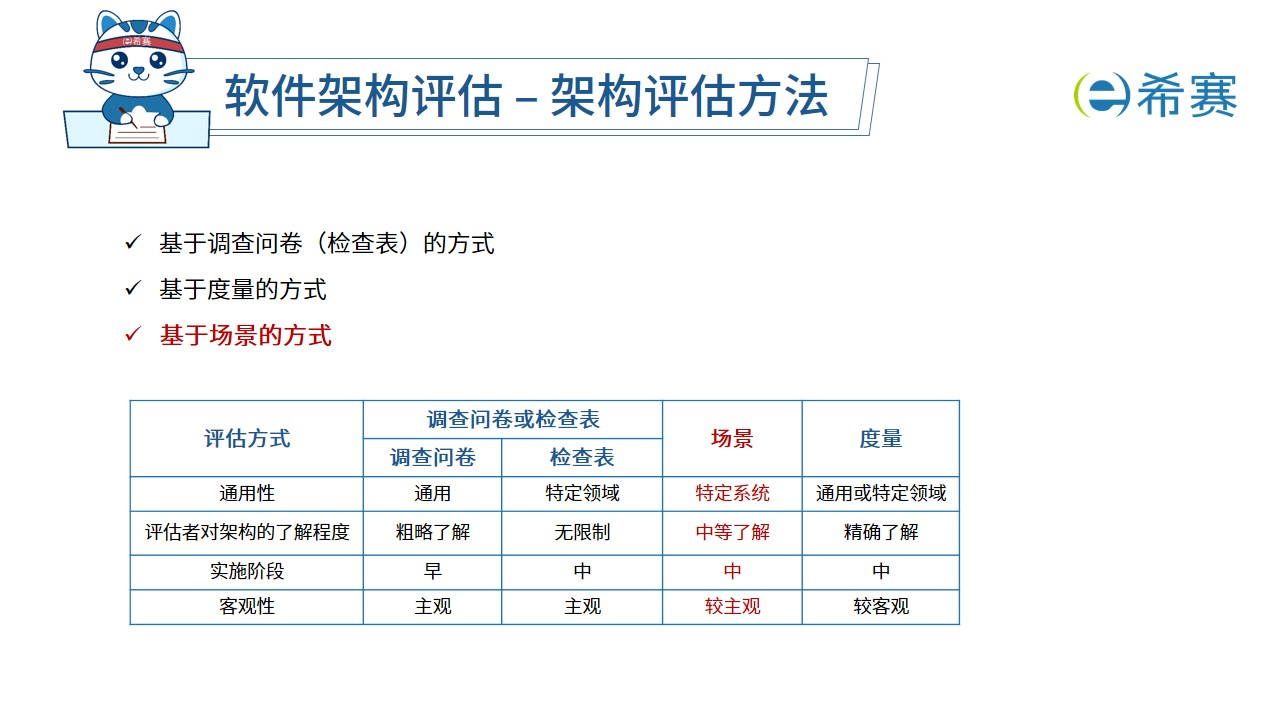 希赛
软件架构评估 – 架构评估方法
希赛
✓ 基于调查问卷（检查表）的方式
✓ 基于度量的方式
✓ 基于场景的方式
评估方式 调查问卷或检查表 场景 度量
调查问卷 检查表
通用性 通用 特定领域 特定系统 通用或特定领域
评估者对架构的了解程度 粗略了解 无限制 中等了解 精确了解
实施阶段 早 中 中 中
客观性 主观 主观 较主观 较客观